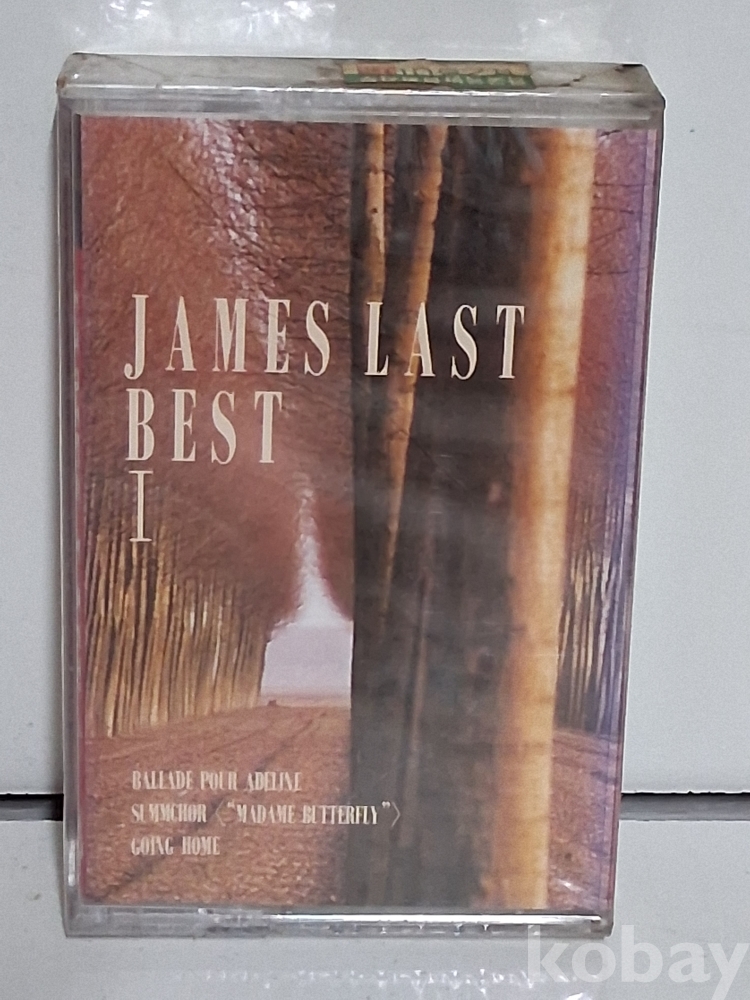 JAMES LAST
BEST
I
BALLADE POUR ADELINE
SUMMCHOR 〈"MADAME BUTTERFLY"〉
GOING HOME
kobay